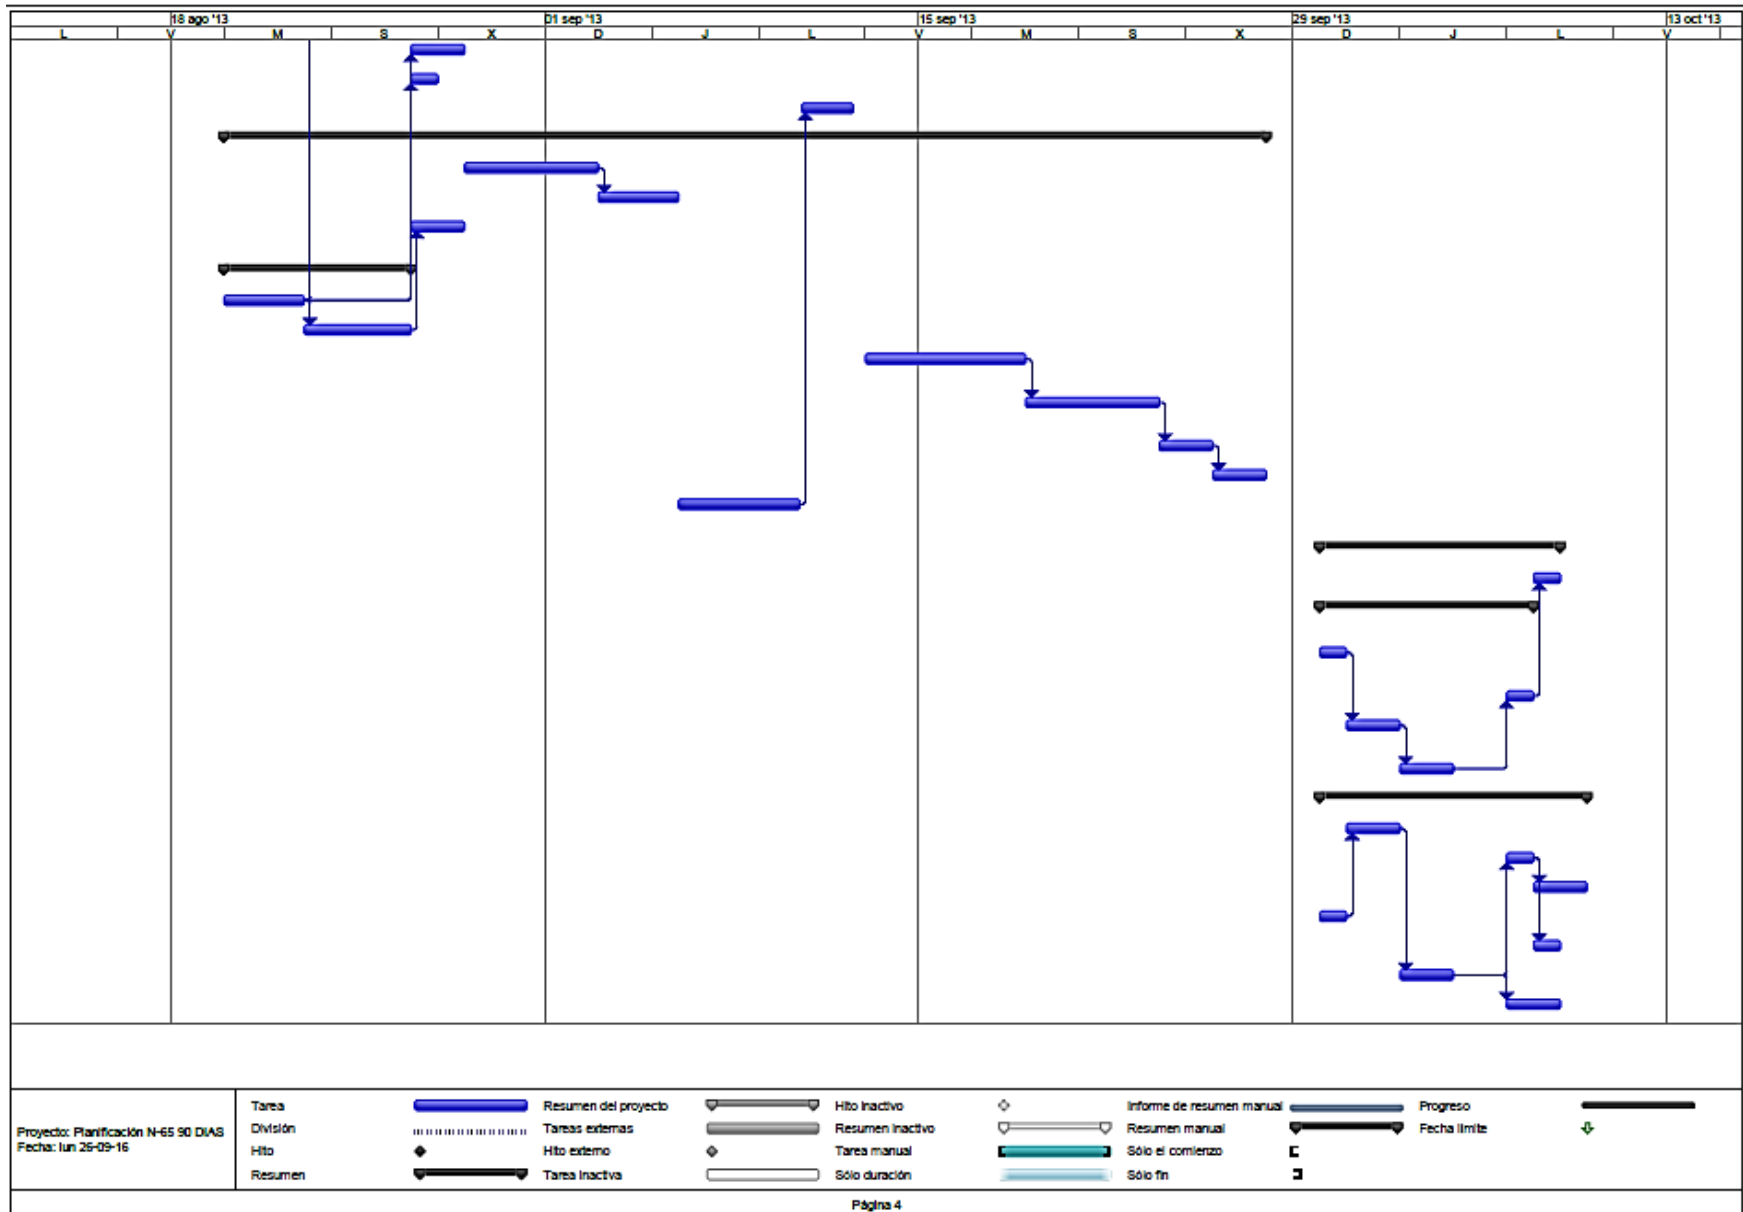 18 ago '13 01 sep '13 15 sep '13 29 sep '13 13 oct '13
L V M S X D J L V M S X D J L V
Proyecto: Planificación N-65 90 DIAS
Fecha: lun 26-09-16
Tarea Resumen del proyecto Hito inactivo Informe de resumen manual Progreso
División Tareas externas Resumen inactivo Resumen manual Fecha límite
Hito Hito externo Tarea manual Sólo el comienzo
Resumen Tarea inactiva Sólo duración Sólo fin
Página 4